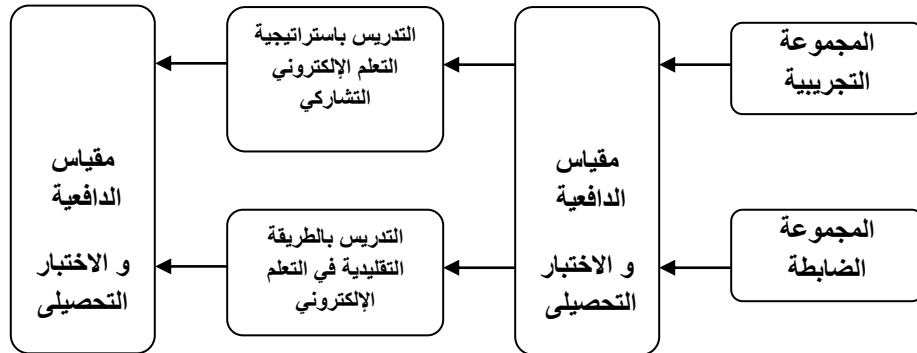 المجموعة
التجريبية
المجموعة
الضابطة
مقياس
الدافعية
و الاختبار
التحصيلى
التدريس باستراتيجية
التعلم الإلكتروني
التشاركي
التدريس بالطريقة
التقليدية في التعلم
الإلكتروني
مقياس
الدافعية
و الاختبار
التحصيلى